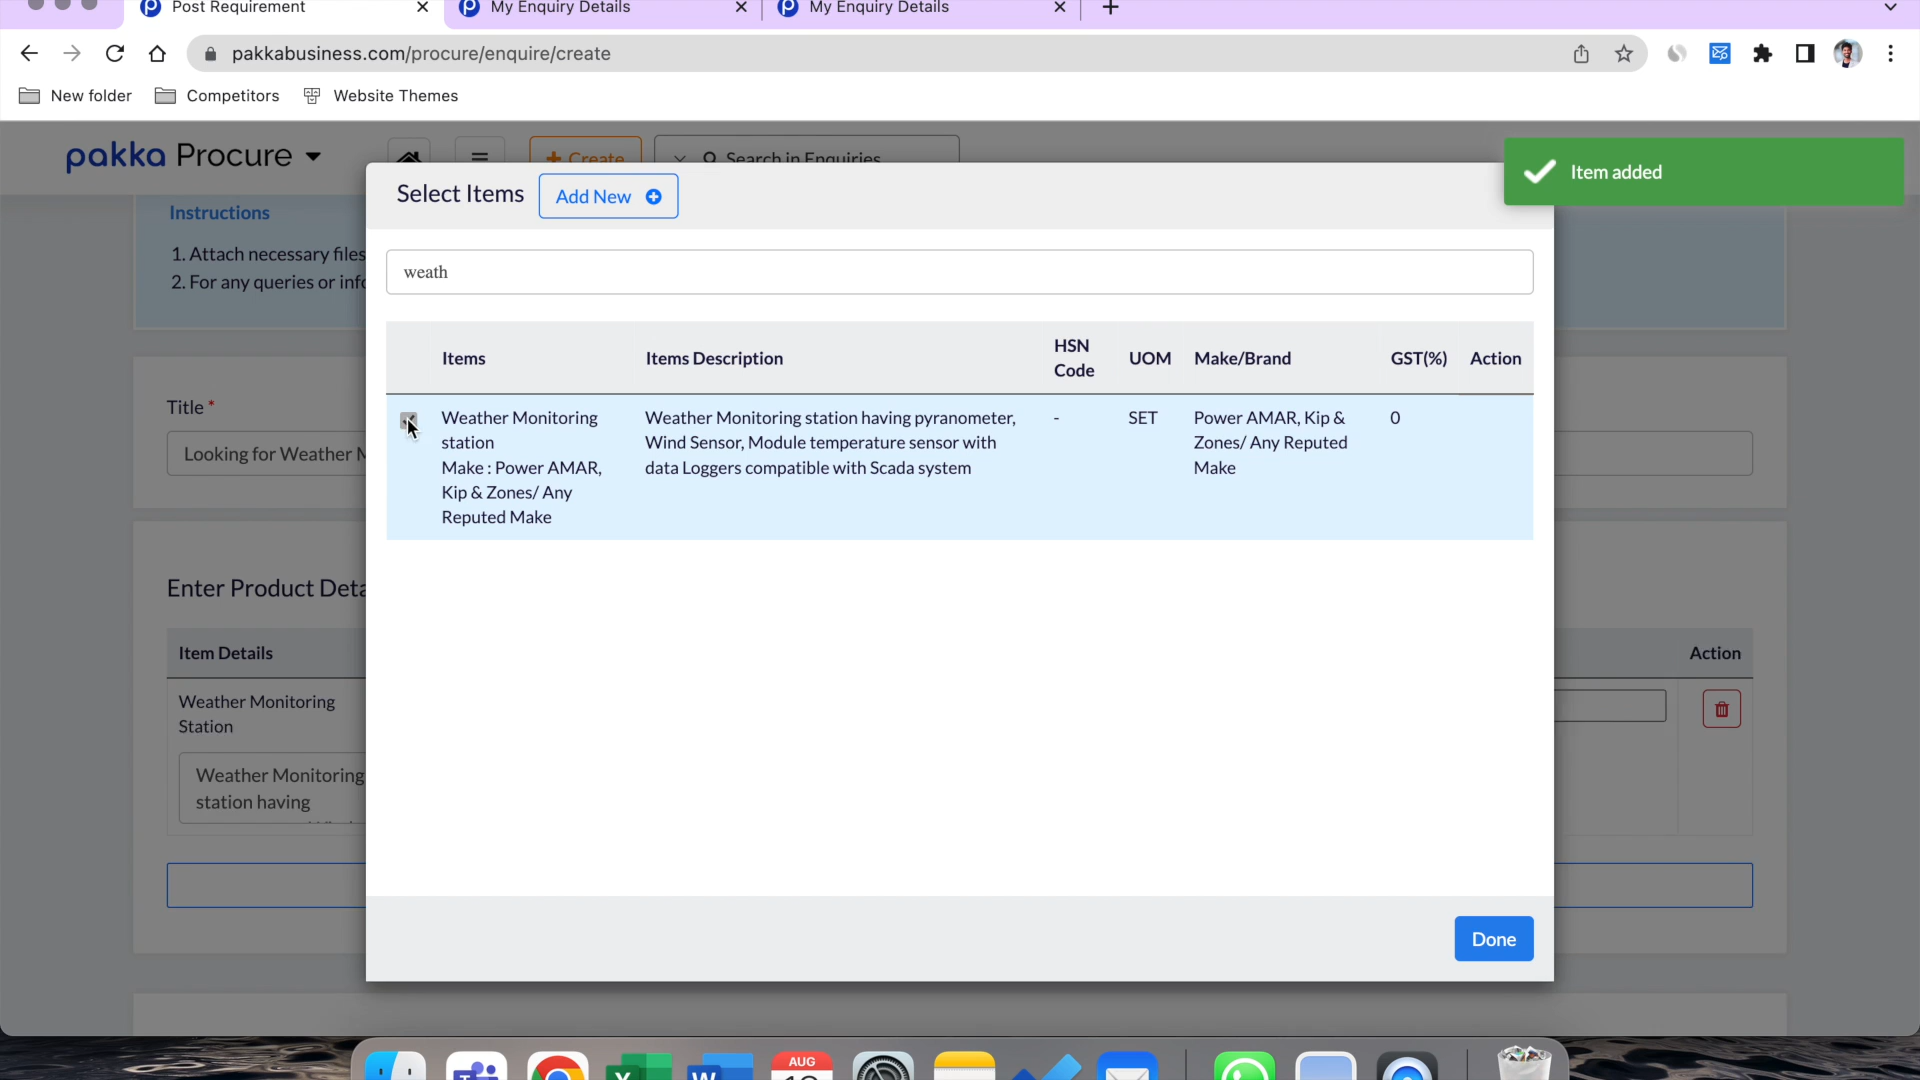 Post Requirement
My Enquiry Details
My Enquiry Details
pakkabusiness.com/procure/enquire/create
New folder
Competitors
Website Themes
pakka Procure
Create
Search in Enquiries
Item added
Select Items
Add New
Instructions
1. Attach necessary files
2. For any queries or
weath
Items
Items Description
HSN
Code
UOM
Make/Brand
GST(%)
Action
Weather Monitoring
station
Make : Power AMAR,
Kip & Zones/ Any
Reputed Make
Weather Monitoring station having pyranometer,
Wind Sensor, Module temperature sensor with
data Loggers compatible with Scada system
-
SET
Power AMAR, Kip &
Zones/ Any Reputed
Make
0
Title *
Looking for Weather
Enter Product
Item Details
Action
Weather Monitoring
Station
Weather Monitoring
station having
Done
AUG